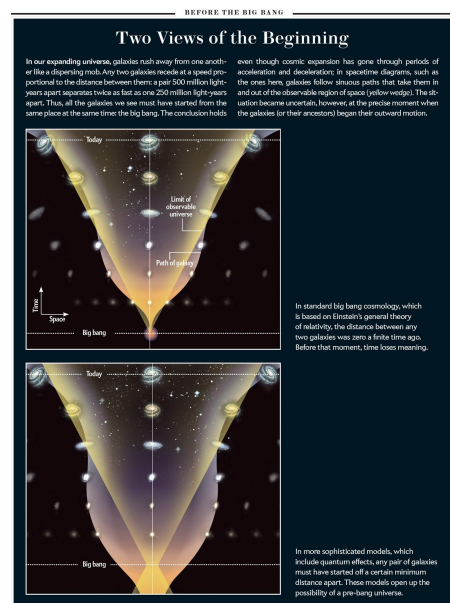 BEFORE THE BIG BANG
Two Views of the Beginning
In our expanding universe, galaxies rush away from one anoth-
er like a dispersing mob. Any two galaxies recede at a speed pro-
portional to the distance between them: a pair 500 million light-
years apart separates twice as fast as one 250 million light-years
apart. Thus, all the galaxies we see must have started from the
same place at the same time: the big bang. The conclusion holds
even though cosmic expansion has gone through periods of
acceleration and deceleration; in spacetime diagrams, such as
the ones here, galaxies follow sinuous paths that take them in
and out of the observable region of space (yellow wedge). The sit-
uation became uncertain, however, at the precise moment when
the galaxies (or their ancestors) began their outward motion.
Today
Limit of
observable
universe
Path of galaxy
Time
Space
Big bang
In standard big bang cosmology, which
is based on Einstein's general theory
of relativity, the distance between any
two galaxies was zero a finite time ago.
Before that moment, time loses meaning.
Today
Big bang
In more sophisticated models, which
include quantum effects, any pair of galaxies
must have started off a certain minimum
distance apart. These models open up the
possibility of a pre-bang universe.